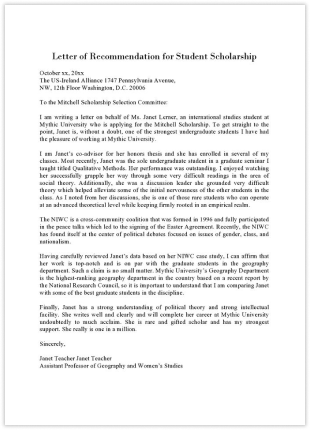 Letter of Recommendation for Student Scholarship
October xx, 20xx
The US-Ireland Alliance 1747 Pennsylvania Avenue,
NW, 12th Floor Washington, D.C. 20006
To the Mitchell Scholarship Selection Committee:
I am writing a letter on behalf of Ms. Janet Lerner, an international studies student at
Mythic University who is applying for the Mitchell Scholarship. To get straight to the
point, Janet is, without a doubt, one of the strongest undergraduate students I have had
the pleasure of working at Mythic University.
I am Janet's co-advisor for her honors thesis and she has enrolled in several of my
classes. Most recently, Janet was the sole undergraduate student in a graduate seminar I
taught titled Qualitative Methods. Her performance was outstanding. I enjoyed watching
her successfully grapple her way through some very difficult readings in the area of
social theory. Additionally, she was a discussion leader she grounded very difficult
theory which helped alleviate some of the initial nervousness of the other students in the
class. As I noted from her discussions, she is one of those rare students who can operate
at an advanced theoretical level while keeping firmly rooted in an empirical realm.
The NIWC is a cross-community coalition that was formed in 1996 and fully participated
in the peace talks which led to the signing of the Easter Agreement. Recently, the NIWC
has found itself at the center of political debates focused on issues of gender, class, and
nationalism.
Having carefully reviewed Janet's data based on her NIWC case study, I can affirm that
her work is top-notch and is on par with the graduate students in the geography
department. Such a claim is no small matter. Mythic University's Geography Department
is the highest-ranking geography department in the country based on a recent report by
the National Research Council, so it is important to understand that I am comparing Janet
with some of the best graduate students in the discipline.
Finally, Janet has a strong understanding of political theory and strong intellectual
facility. She writes well and clearly and will complete her career at Mythic University
undoubtedly to much acclaim. She is rare and gifted scholar and has my strongest
support. She really is one in a million.
Sincerely,
Janet Teacher Janet Teacher
Assistant Professor of Geography and Women's Studies